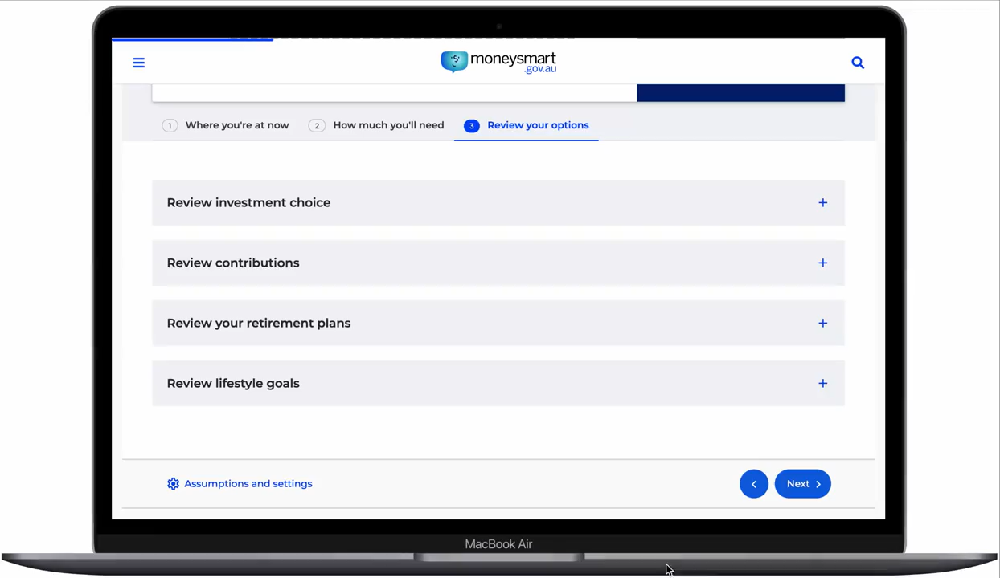 moneysmart
.gov.au
1 Where you're at now 2 How much you'll need 3 Review your options
Review investment choice
Review contributions
Review your retirement plans
Review lifestyle goals
Assumptions and settings
Next
MacBook Air